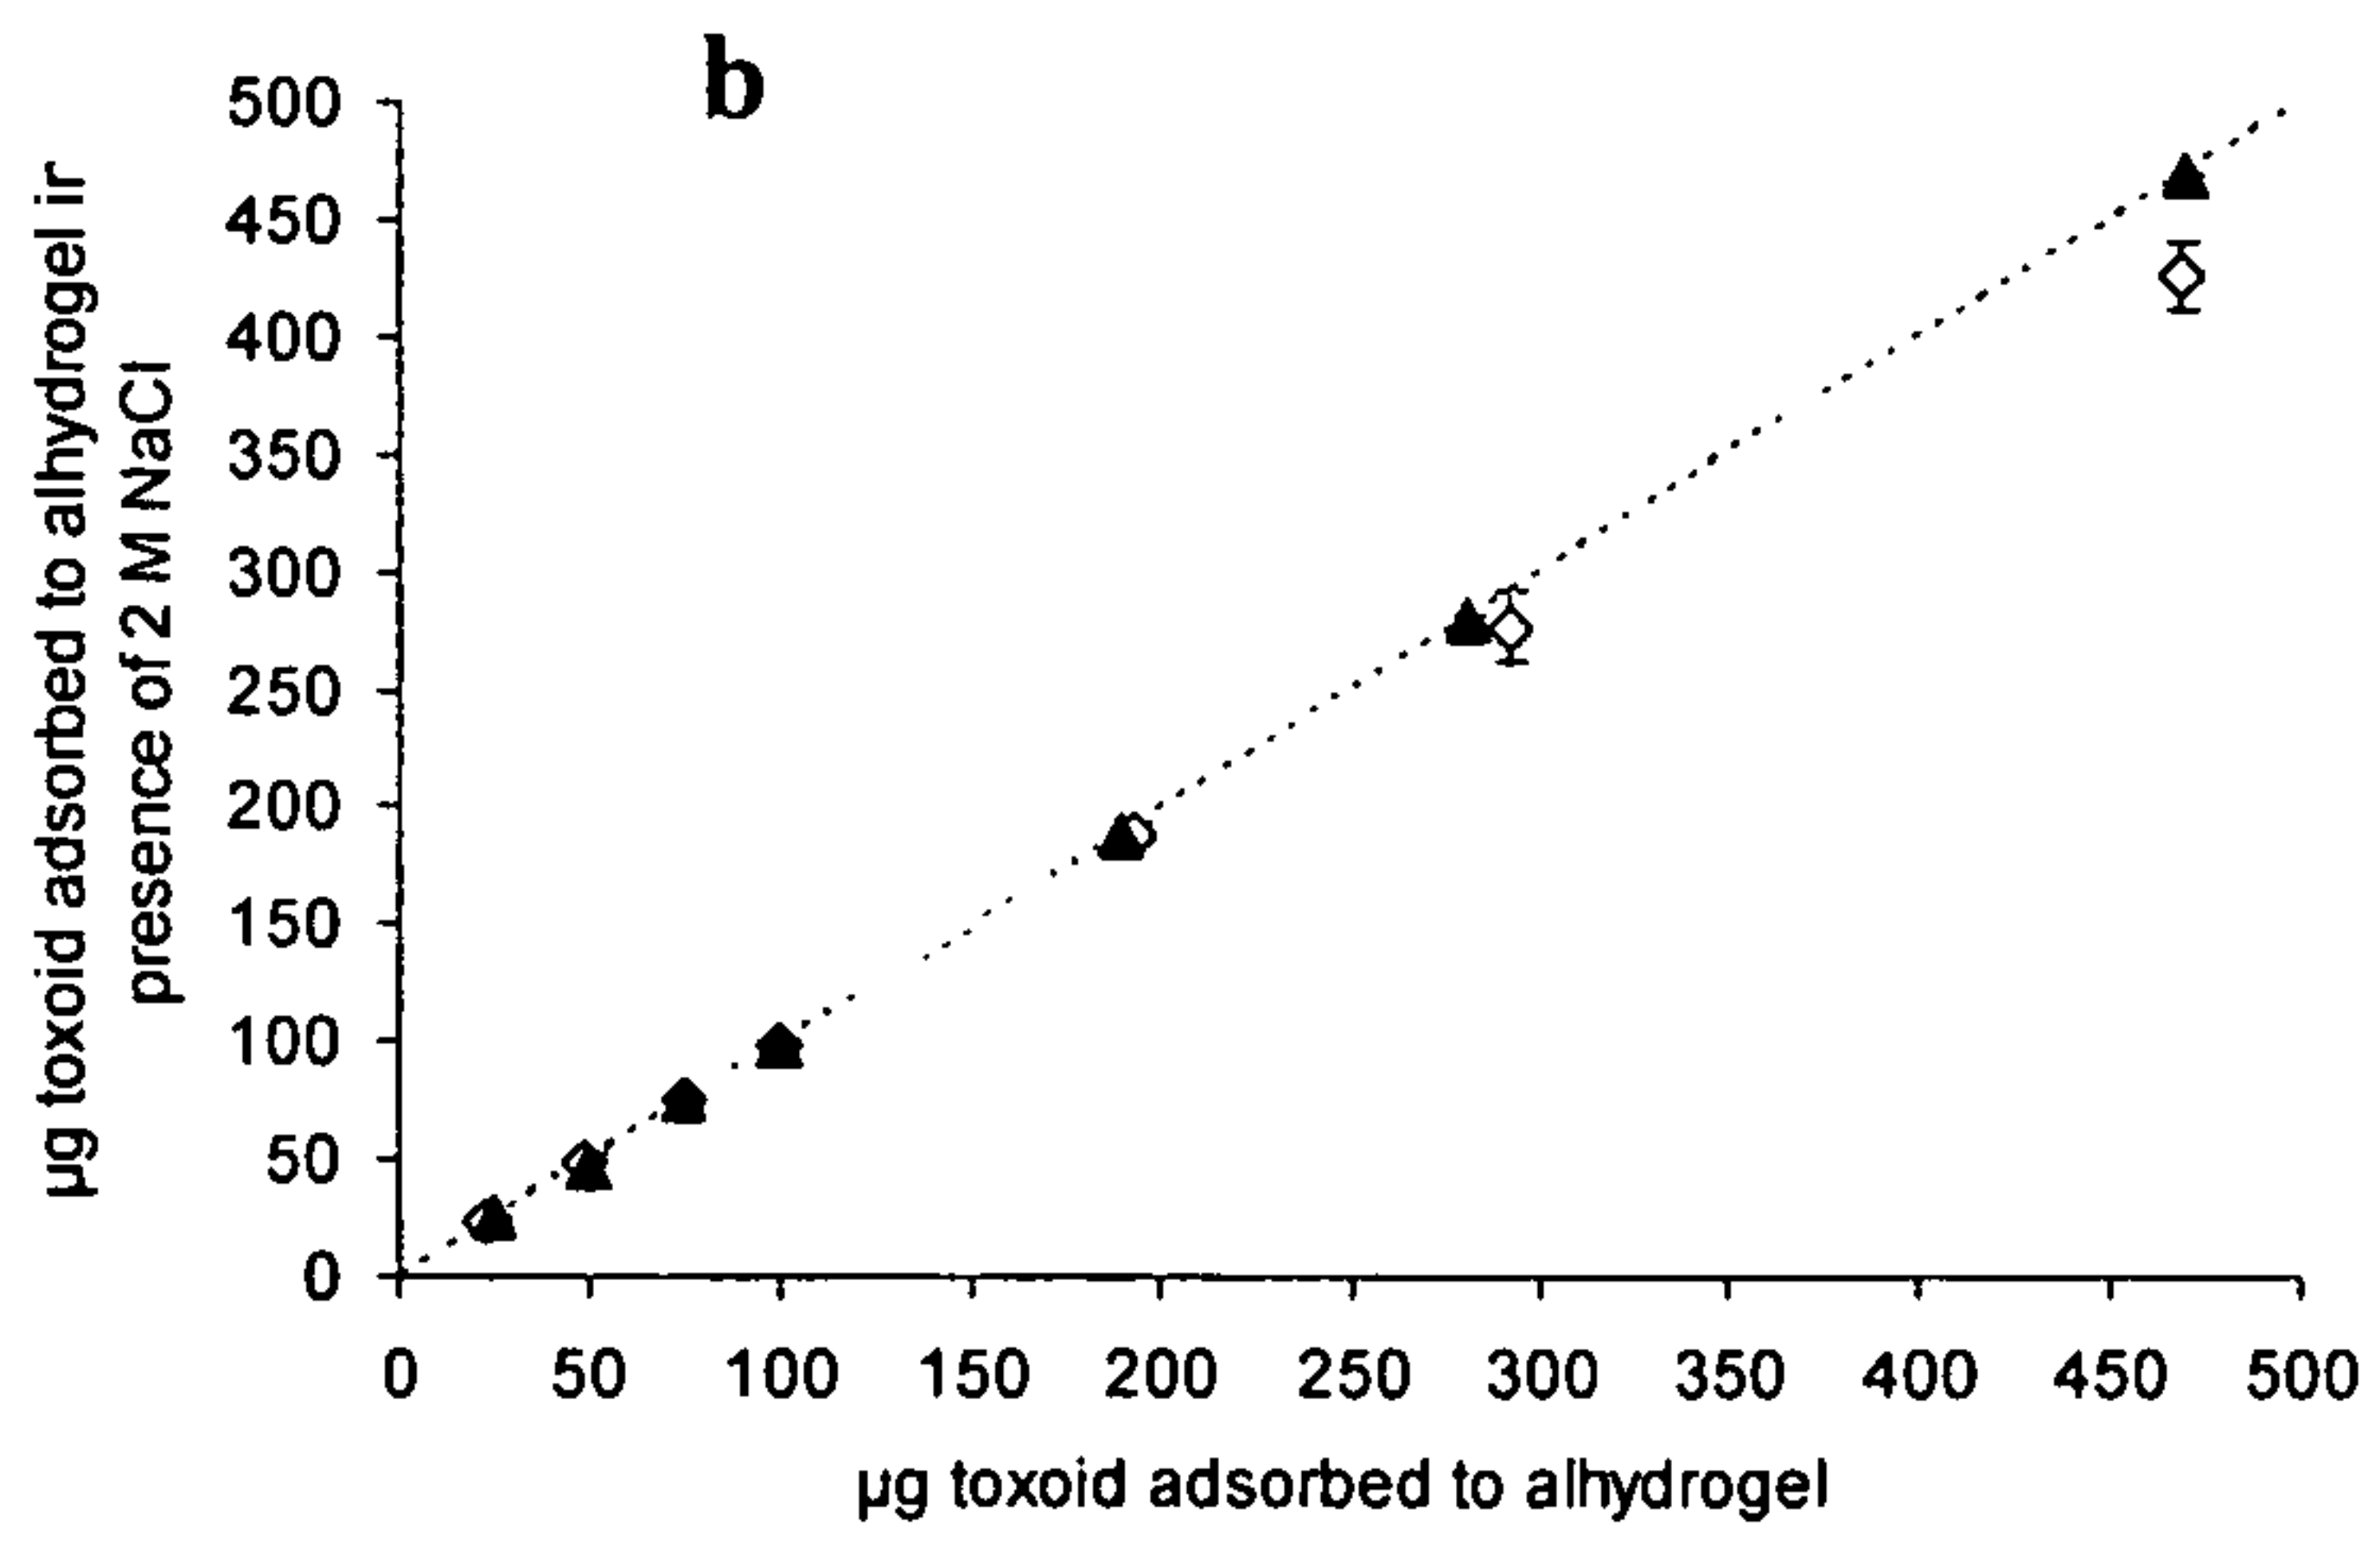 b
µg toxoid adsorbed to alhydrogel ir
presence of 2 M NaCl
500
450
400
350
300
250
200
150
100
50
0
0 50 100 150 200 250 300 350 400 450 500
µg toxoid adsorbed to alhydrogel